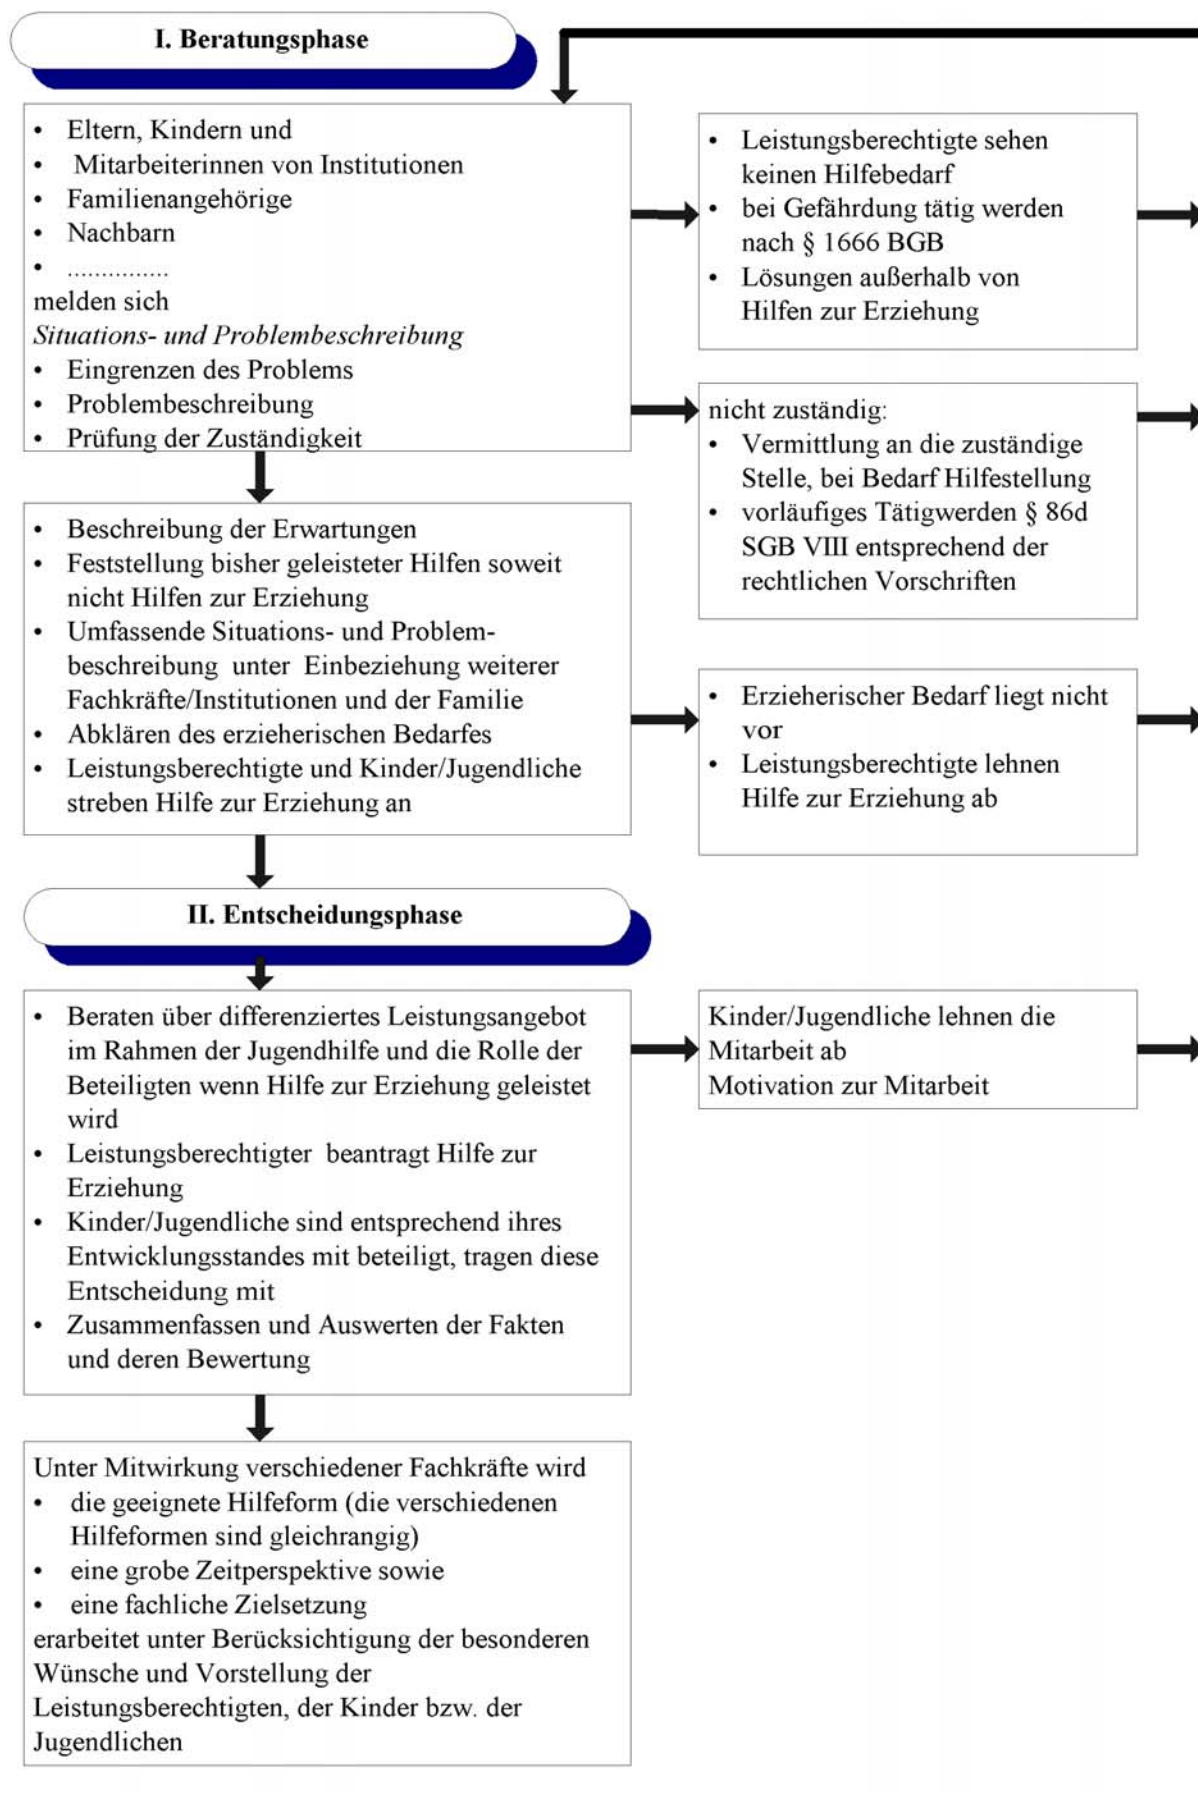 I. Beratungsphase
• Eltern, Kindern und
• Mitarbeiterinnen von Institutionen
• Familienangehörige
• Nachbarn
• ...............
melden sich
Situations- und Problembeschreibung
• Eingrenzen des Problems
• Problembeschreibung
• Prüfung der Zuständigkeit
• Leistungsberechtigte sehen
keinen Hilfebedarf
• bei Gefährdung tätig werden
nach § 1666 BGB
• Lösungen außerhalb von
Hilfen zur Erziehung
nicht zuständig:
• Vermittlung an die zuständige
Stelle, bei Bedarf Hilfestellung
• vorläufiges Tätigwerden § 86d
SGB VIII entsprechend der
rechtlichen Vorschriften
• Beschreibung der Erwartungen
• Feststellung bisher geleisteter Hilfen soweit
nicht Hilfen zur Erziehung
• Umfassende Situations- und Problem-
beschreibung unter Einbeziehung weiterer
Fachkräfte/Institutionen und der Familie
• Abklären des erzieherischen Bedarfes
• Leistungsberechtigte und Kinder/Jugendliche
streben Hilfe zur Erziehung an
• Erzieherischer Bedarf liegt nicht
vor
• Leistungsberechtigte lehnen
Hilfe zur Erziehung ab
II. Entscheidungsphase
• Beraten über differenziertes Leistungsangebot
im Rahmen der Jugendhilfe und die Rolle der
Beteiligten wenn Hilfe zur Erziehung geleistet
wird
• Leistungsberechtigter beantragt Hilfe zur
Erziehung
• Kinder/Jugendliche sind entsprechend ihres
Entwicklungsstandes mit beteiligt, tragen diese
Entscheidung mit
• Zusammenfassen und Auswerten der Fakten
und deren Bewertung
Kinder/Jugendliche lehnen die
Mitarbeit ab
Motivation zur Mitarbeit
Unter Mitwirkung verschiedener Fachkräfte wird
• die geeignete Hilfeform (die verschiedenen
Hilfeformen sind gleichrangig)
• eine grobe Zeitperspektive sowie
• eine fachliche Zielsetzung
erarbeitet unter Berücksichtigung der besonderen
Wünsche und Vorstellung der
Leistungsberechtigten, der Kinder bzw. der
Jugendlichen